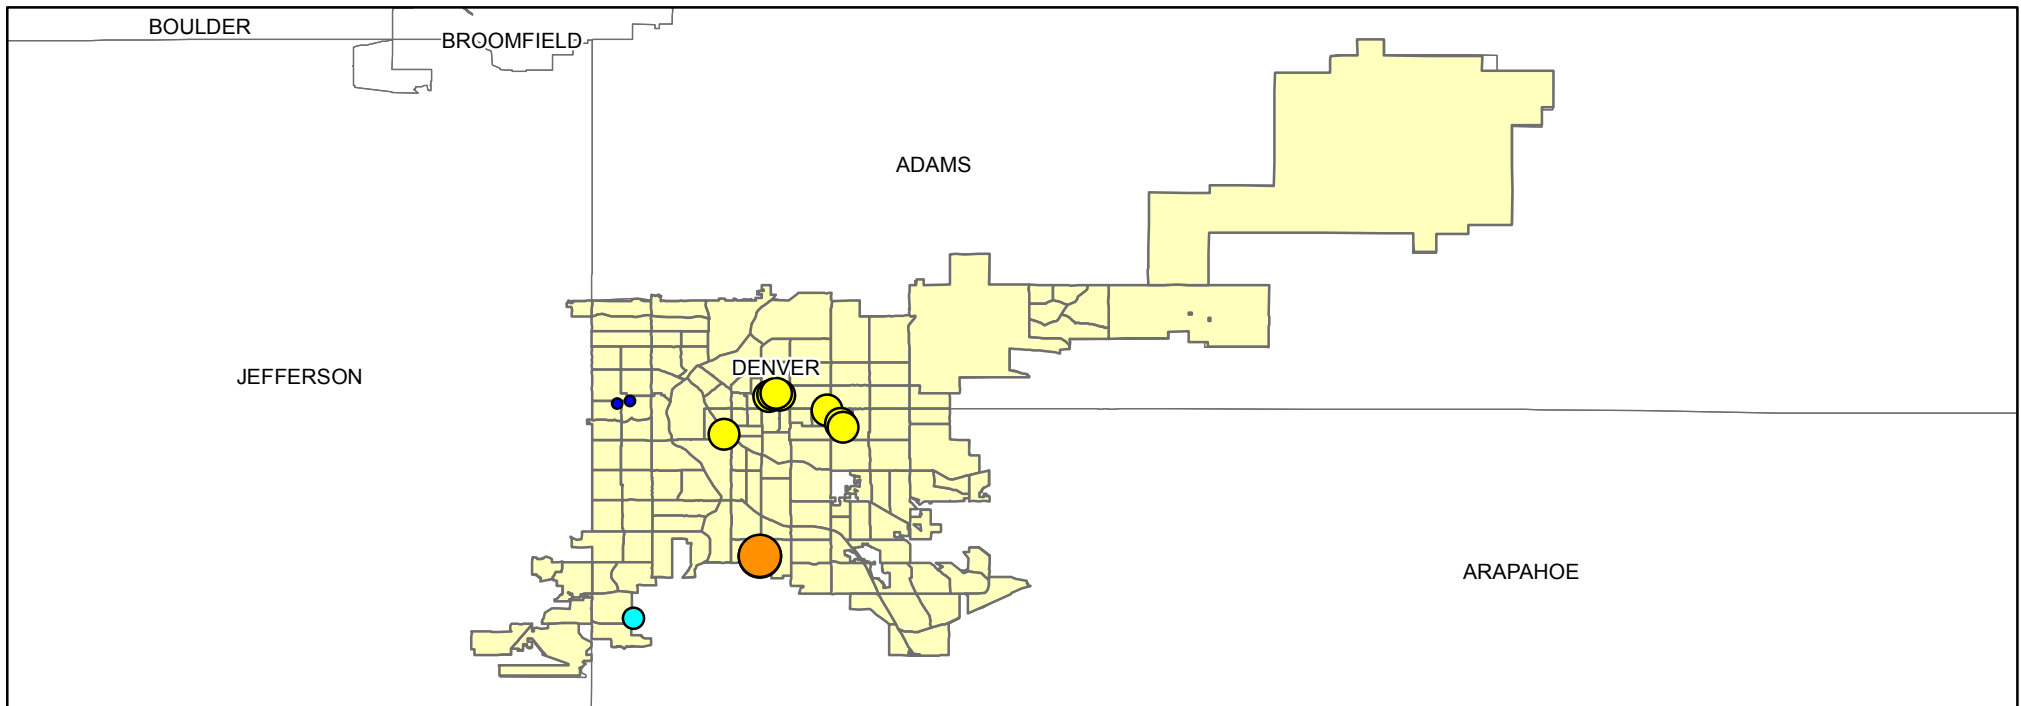 BOULDER
BROOMFIELD
ADAMS
DENVER
JEFFERSON
ARAPAHOE